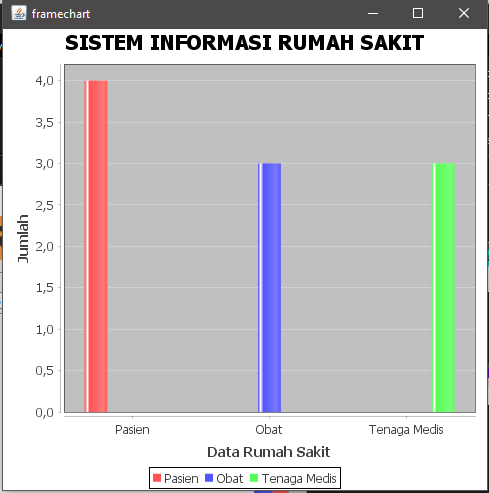 framechart
SISTEM INFORMASI RUMAH SAKIT
4,0
3,5
3,0
2,5
2,0
1,5
1,0
0,5
0,0
Jumlah
Pasien Obat Tenaga Medis
Data Rumah Sakit
Pasien Obat Tenaga Medis